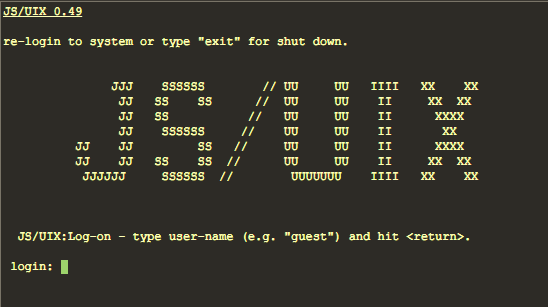 JS/UIX 0.49
re-login to system or type "exit" for shut down.
JJJ    SSSSSS        // UU     UU   IIII   XX    XX
JJ   SS    SS      //  UU     UU    II     XX  XX
JJ   SS           //   UU     UU    II      XXXX
JJ    SSSSSS     //    UU     UU    II       XX
JJ    JJ         SS   //     UU     UU    II      XXXX
JJ    JJ   SS    SS  //      UU     UU    II     XX  XX
JJJJJJ     SSSSSS  //        UUUUUUU    IIII   XX    XX
JS/UIX:Log-on - type user-name (e.g. "guest") and hit <return>.
login: